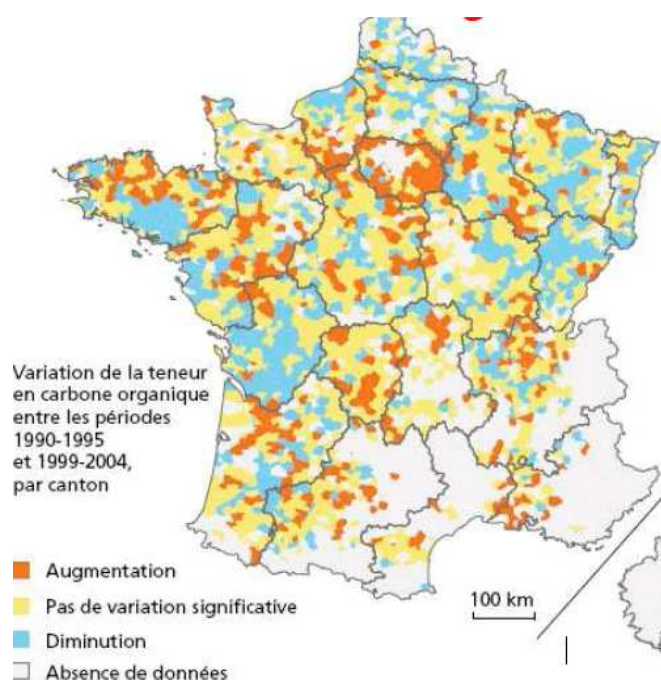 Variation de la teneur
en carbone organique
entre les périodes
1990-1995
et 1999-2004,
par canton
Augmentation
Pas de variation significative
Diminution
Absence de données
100 km